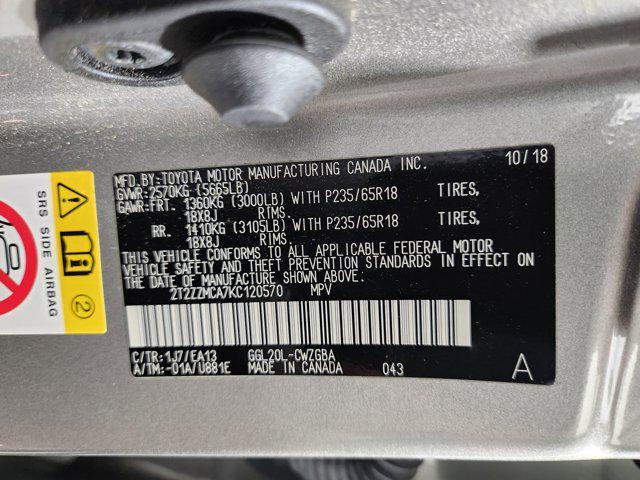 MFD.BY:TOYOTA MOTOR MANUFACTURING CANADA INC. 10/18
GVWR:2570KG (5665LB)
GAWR:FRT. 1360KG (3000LB) WITH P235/65R18 TIRES,
18X8J RIMS.
RR. 1410KG (3105LB) WITH P235/65R18 TIRES,
18X8J RIMS.
THIS VEHICLE CONFORMS TO ALL APPLICABLE FEDERAL MOTOR
VEHICLE SAFETY AND THEFT PREVENTION STANDARDS IN EFFECT ON
THE DATE OF MANUFACTURE SHOWN ABOVE.
2T2ZZMCA7KC120570 MPV
C/TR:1J7/EA13 GGL20L-CWZGBA
A/TM:-01A/U881E MADE IN CANADA 043 A
SRS SIDE AIRBAG
2